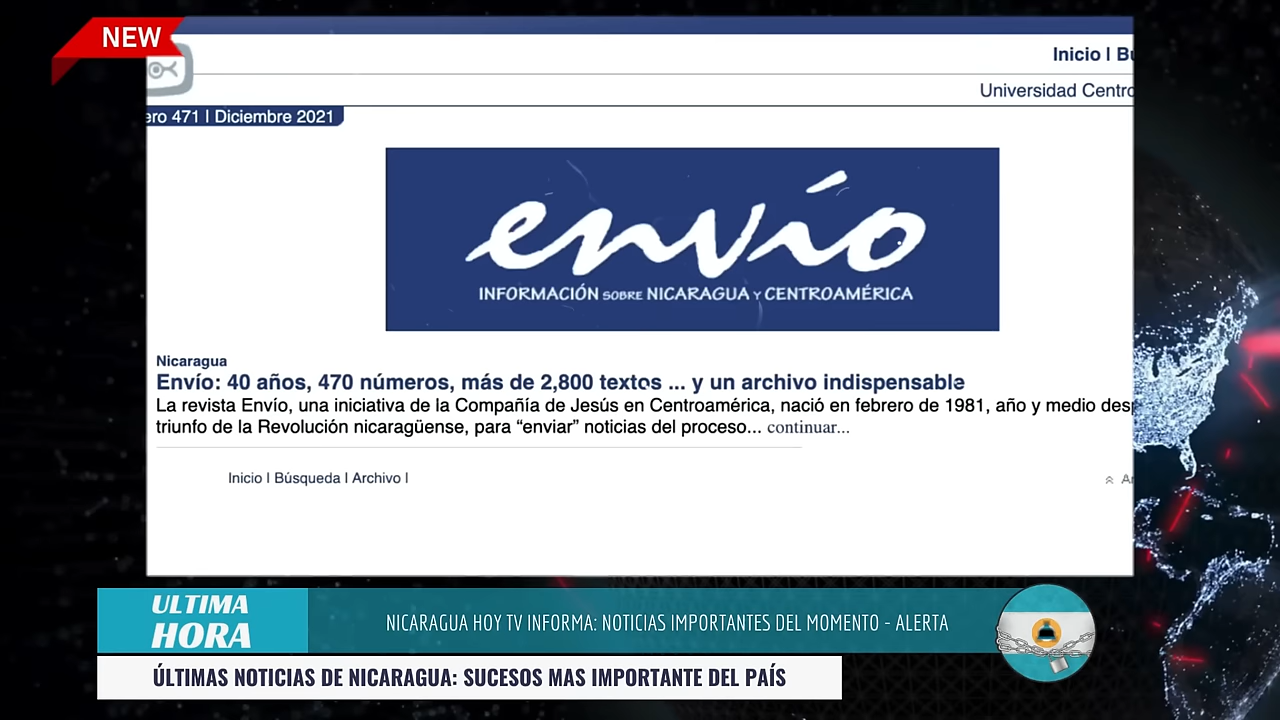 NEW
Inicio | Bú
Universidad Centro
ero 471 | Diciembre 2021
envío
INFORMACIÓN SOBRE NICARAGUA Y CENTROAMÉRICA
Nicaragua
Envío: 40 años, 470 números, más de 2,800 textos ... y un archivo indispensable
La revista Envío, una iniciativa de la Compañía de Jesús en Centroamérica, nació en febrero de 1981, año y medio desp
triunfo de la Revolución nicaragüense, para “enviar” noticias del proceso... continuar...
Inicio | Búsqueda | Archivo |
ULTIMA
HORA
NICARAGUA HOY TV INFORMA: NOTICIAS IMPORTANTES DEL MOMENTO - ALERTA
ÚLTIMAS NOTICIAS DE NICARAGUA: SUCESOS MAS IMPORTANTE DEL PAÍS